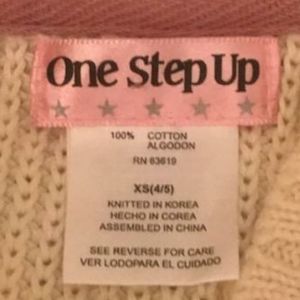 One Step Up
100% COTTON
ALGODON
RN 63619
XS(4/5)
KNITTED IN KOREA
HECHO IN COREA
ASSEMBLED IN CHINA
SEE REVERSE FOR CARE
VER LODOPARA EL CUIDADO